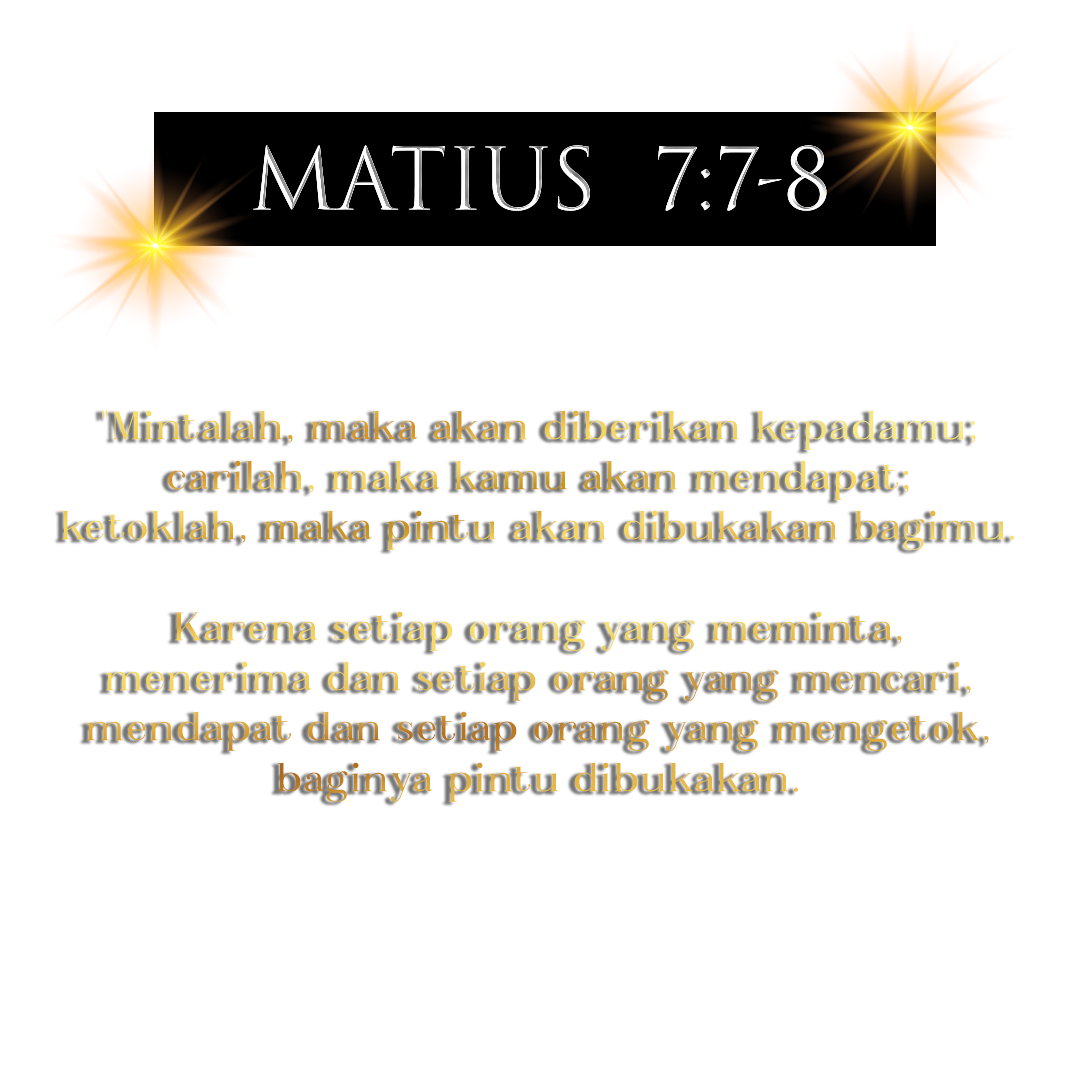 MATIUS 7:7-8
"Mintalah, maka akan diberikan kepadamu;
carilah, maka kamu akan mendapat;
ketoklah, maka pintu akan dibukakan bagimu.
Karena setiap orang yang meminta,
menerima dan setiap orang yang mencari,
mendapat dan setiap orang yang mengetok,
baginya pintu dibukakan.